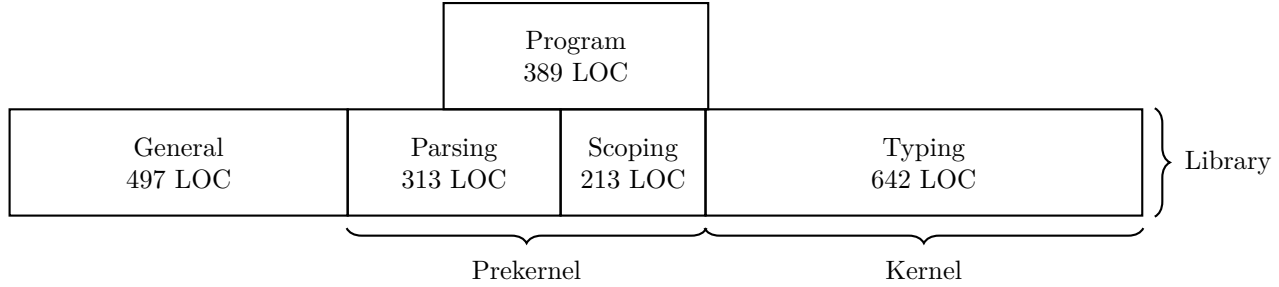 Program
389 LOC
General
497 LOC
Parsing
313 LOC
Scoping
213 LOC
Typing
642 LOC
Library
Prekernel
Kernel